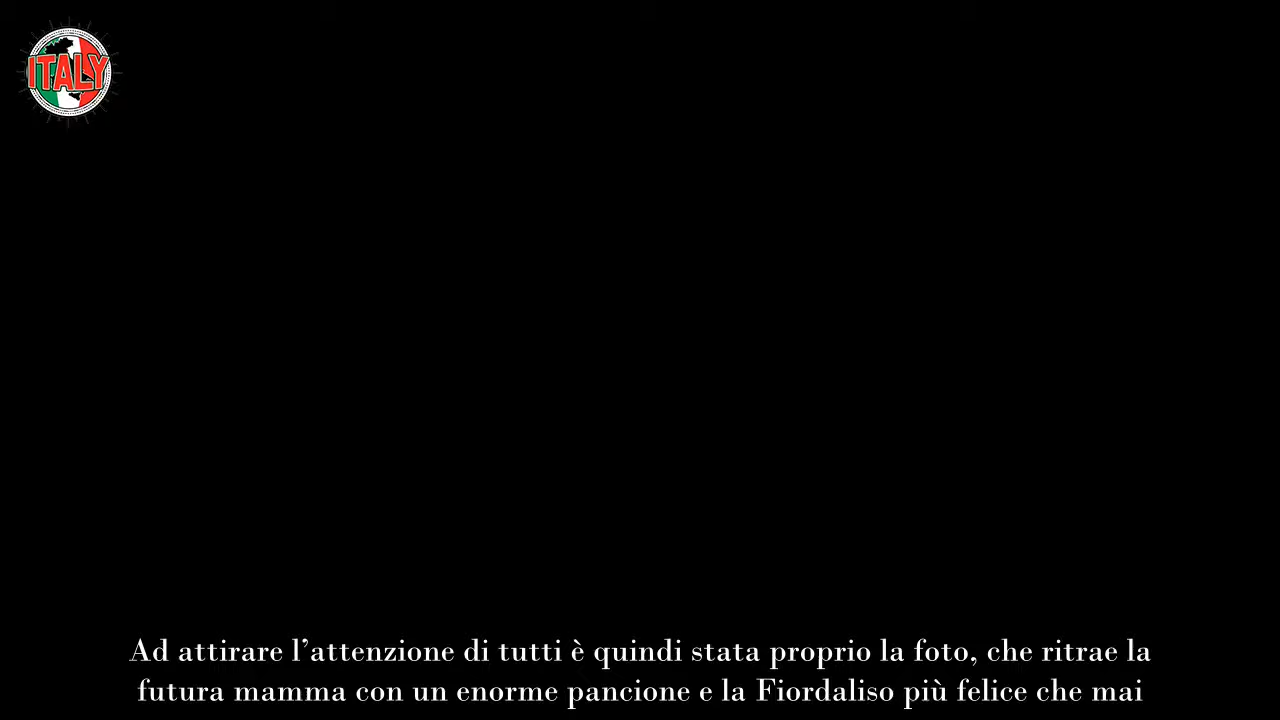 ITALY
Ad attirare l’attenzione di tutti è quindi stata proprio la foto, che ritrae la
futura mamma con un enorme pancione e la Fiordaliso più felice che mai